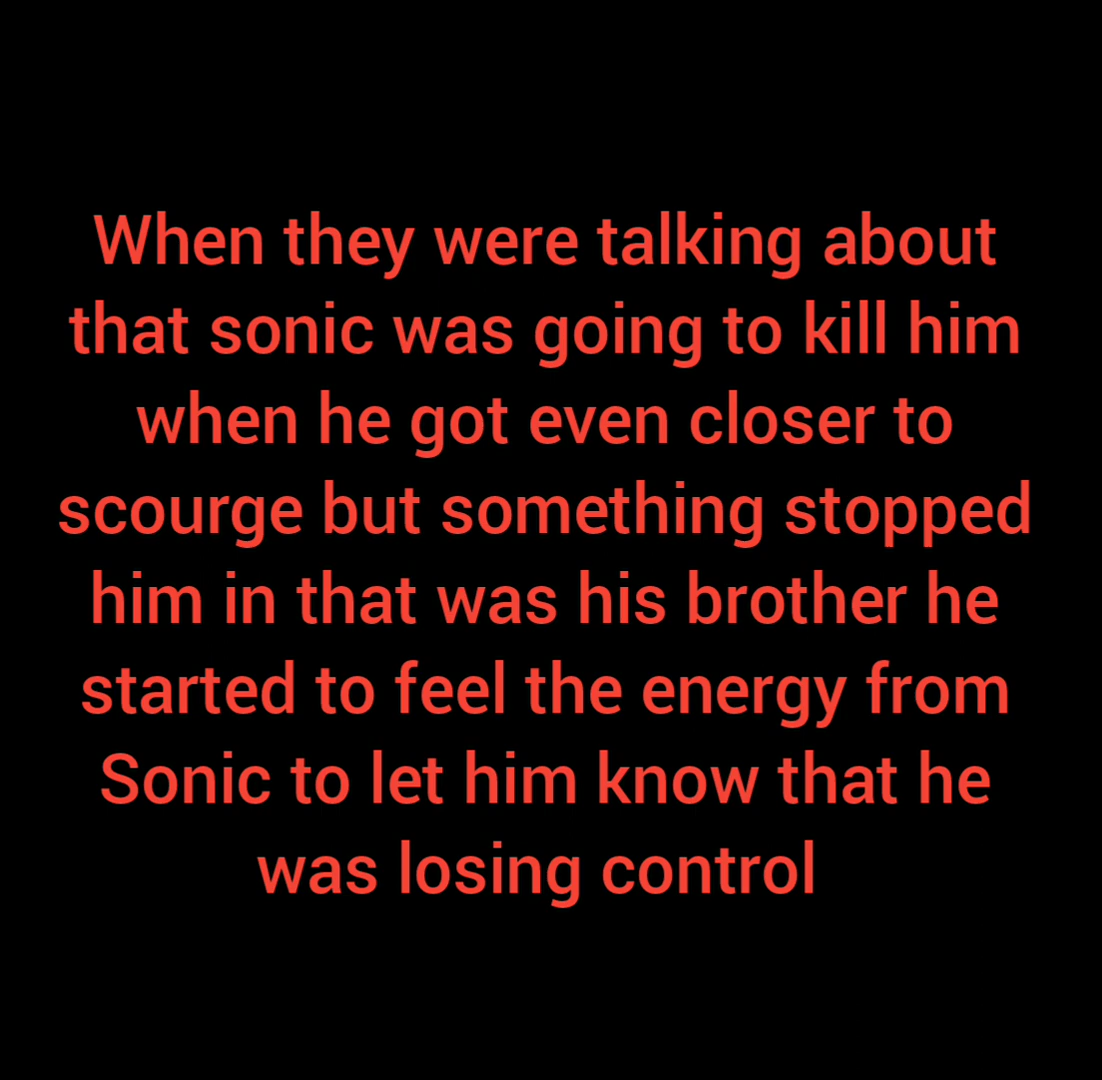 When they were talking about
that sonic was going to kill him
when he got even closer to
scourge but something stopped
him in that was his brother he
started to feel the energy from
Sonic to let him know that he
was losing control